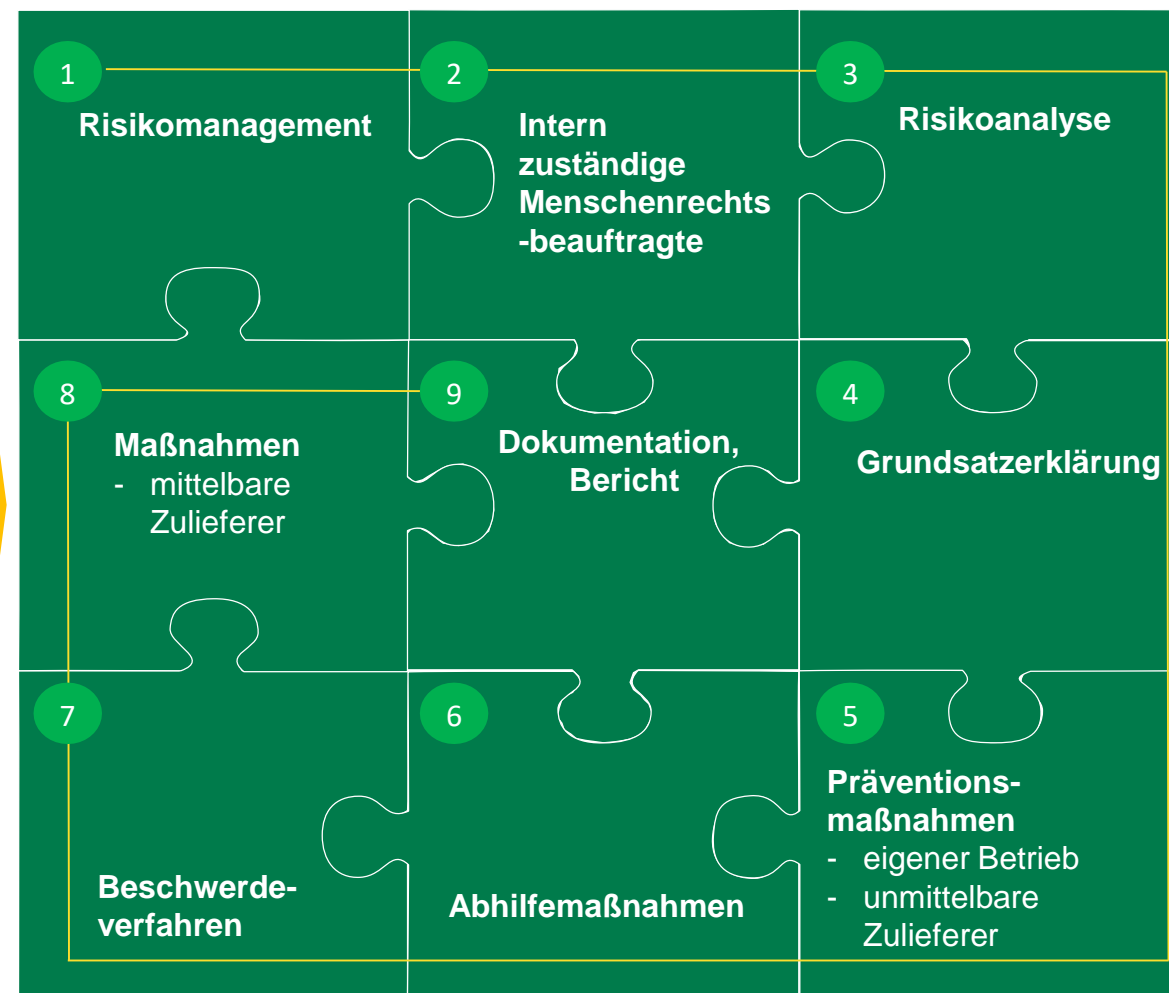 1
Risikomanagement
2
Intern
zuständige
Menschenrechts
-beauftragte
3
Risikoanalyse
8
Maßnahmen
- mittelbare
Zulieferer
9
Dokumentation,
Bericht
4
Grundsatzerklärung
7
Beschwerde-
verfahren
6
Abhilfemaßnahmen
5
Präventions-
maßnahmen
- eigener Betrieb
- unmittelbare
Zulieferer